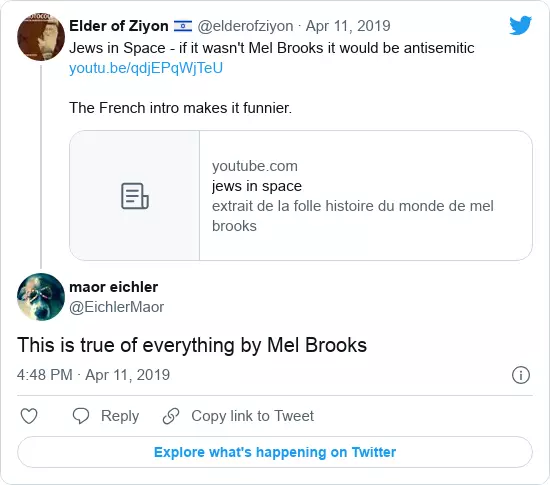 Elder of Ziyon 🇮🇱 @elderofziyon · Apr 11, 2019
Jews in Space - if it wasn't Mel Brooks it would be antisemitic
youtu.be/qdjEPqWjTeU
The French intro makes it funnier.
youtube.com
jews in space
extrait de la folle histoire du monde de mel
brooks
maor eichler
@EichlerMaor
This is true of everything by Mel Brooks
4:48 PM · Apr 11, 2019
Reply
Copy link to Tweet
Explore what's happening on Twitter